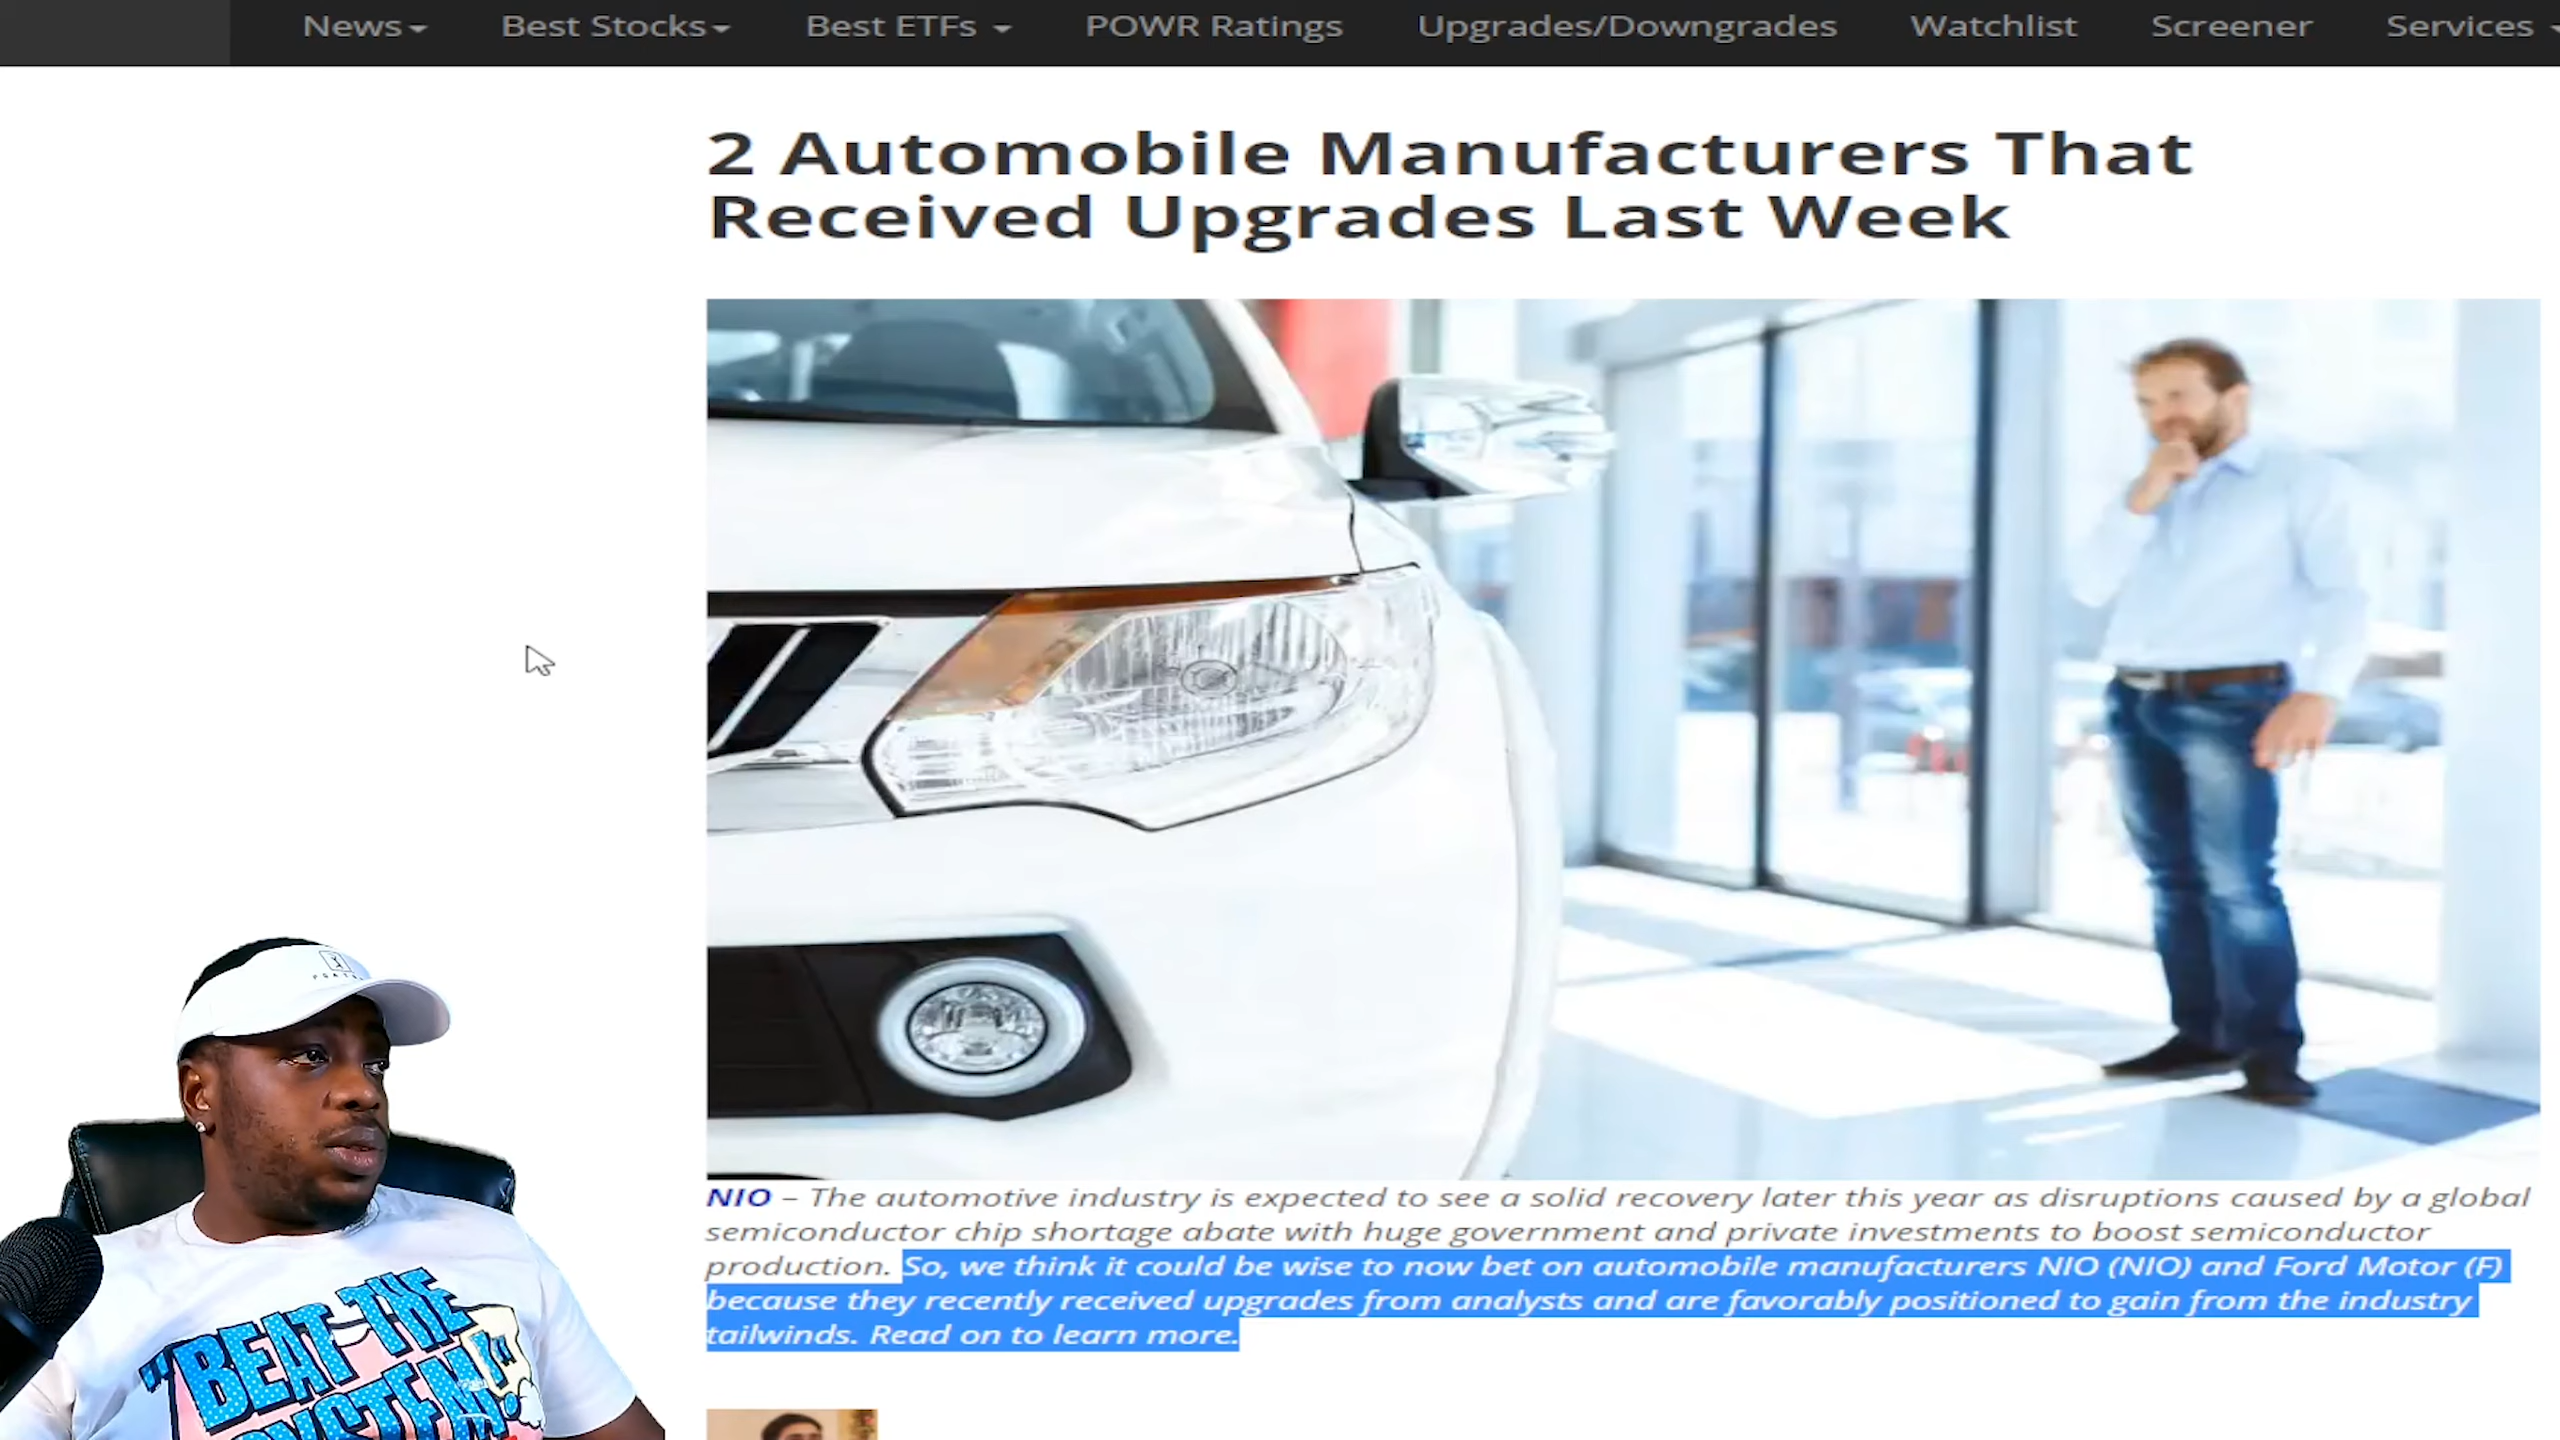 News Best Stocks Best ETFs POWR Ratings Upgrades/Downgrades Watchlist Screener Services
2 Automobile Manufacturers That
Received Upgrades Last Week
NIO – The automotive industry is expected to see a solid recovery later this year as disruptions caused by a global
semiconductor chip shortage abate with huge government and private investments to boost semiconductor
production. So, we think it could be wise to now bet on automobile manufacturers NIO (NIO) and Ford Motor (F)
because they recently received upgrades from analysts and are favorably positioned to gain from the industry
tailwinds. Read on to learn more.
"BEAT THE
SYSTEM"